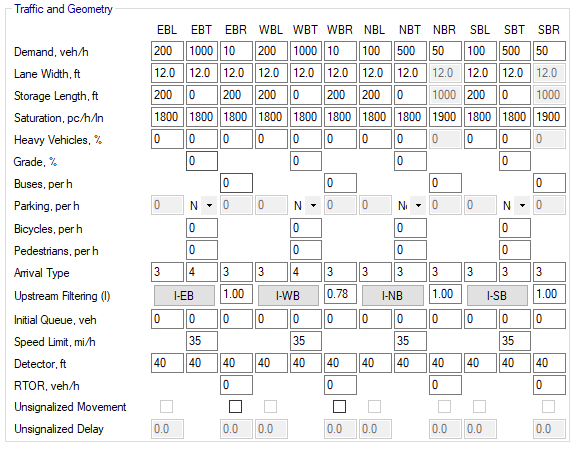 Traffic and Geometry
EBL EBT EBR WBL WBT WBR NBL NBT NBR SBL SBT SBR
Demand, veh/h 200 1000 10 200 1000 10 100 500 50 100 500 50
Lane Width, ft 12.0 12.0 12.0 12.0 12.0 12.0 12.0 12.0 12.0 12.0 12.0 12.0
Storage Length, ft 200 0 200 200 0 200 200 0 1000 200 0 1000
Saturation, pc/h/ln 1800 1800 1800 1800 1800 1800 1800 1800 1900 1800 1800 1900
Heavy Vehicles, % 0 0 0 0 0 0 0 0 0 0 0 0
Grade, % 0 0 0 0
Buses, per h 0 0 0 0
Parking, per h 0 N 0 0 N 0 0 N 0 0 N 0
Bicycles, per h 0 0 0 0
Pedestrians, per h 0 0 0 0
Arrival Type 3 4 3 3 4 3 3 3 3 3 3 3
Upstream Filtering (I) I-EB 1.00 I-WB 0.78 I-NB 1.00 I-SB 1.00
Initial Queue, veh 0 0 0 0 0 0 0 0 0 0 0 0
Speed Limit, mi/h 35 35 35 35
Detector, ft 40 40 40 40 40 40 40 40 40 40 40 40
RTOR, veh/h 0 0 0 0
Unsignalized Movement
Unsignalized Delay 0.0 0.0 0.0 0.0 0.0 0.0 0.0 0.0